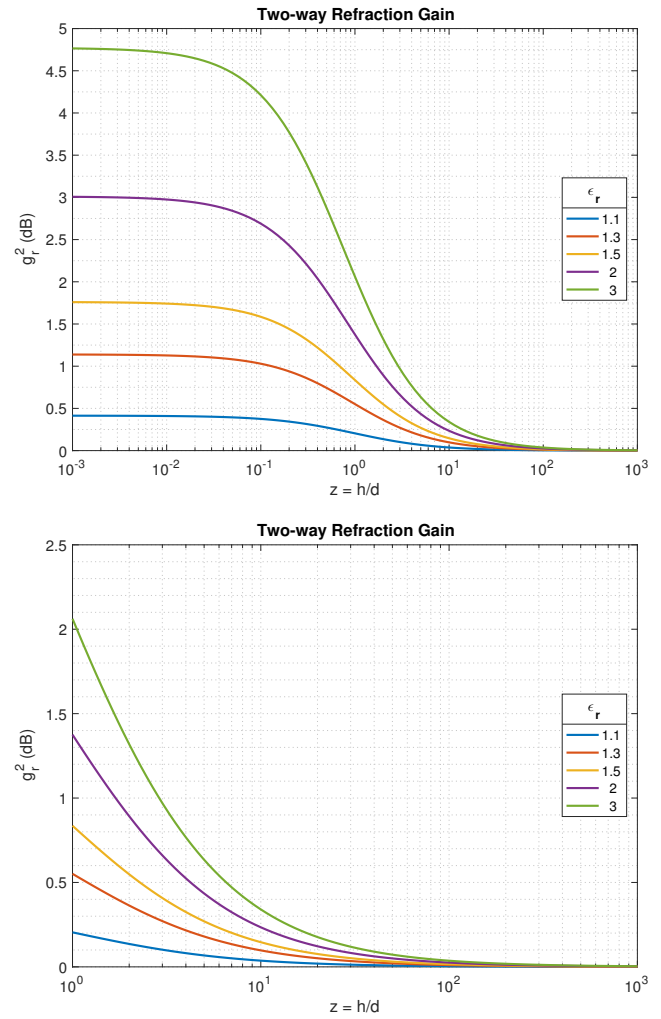 Two-way Refraction Gain
5
4.5
4
3.5
3
2.5
2
1.5
1
0.5
0
g_r^2 (dB)
ϵ_r
1.1
1.3
1.5
2
3
10^-3 10^-2 10^-1 10^0 10^1 10^2 10^3
z = h/d
Two-way Refraction Gain
2.5
2
1.5
1
0.5
0
g_r^2 (dB)
ϵ_r
1.1
1.3
1.5
2
3
10^0 10^1 10^2 10^3
z = h/d